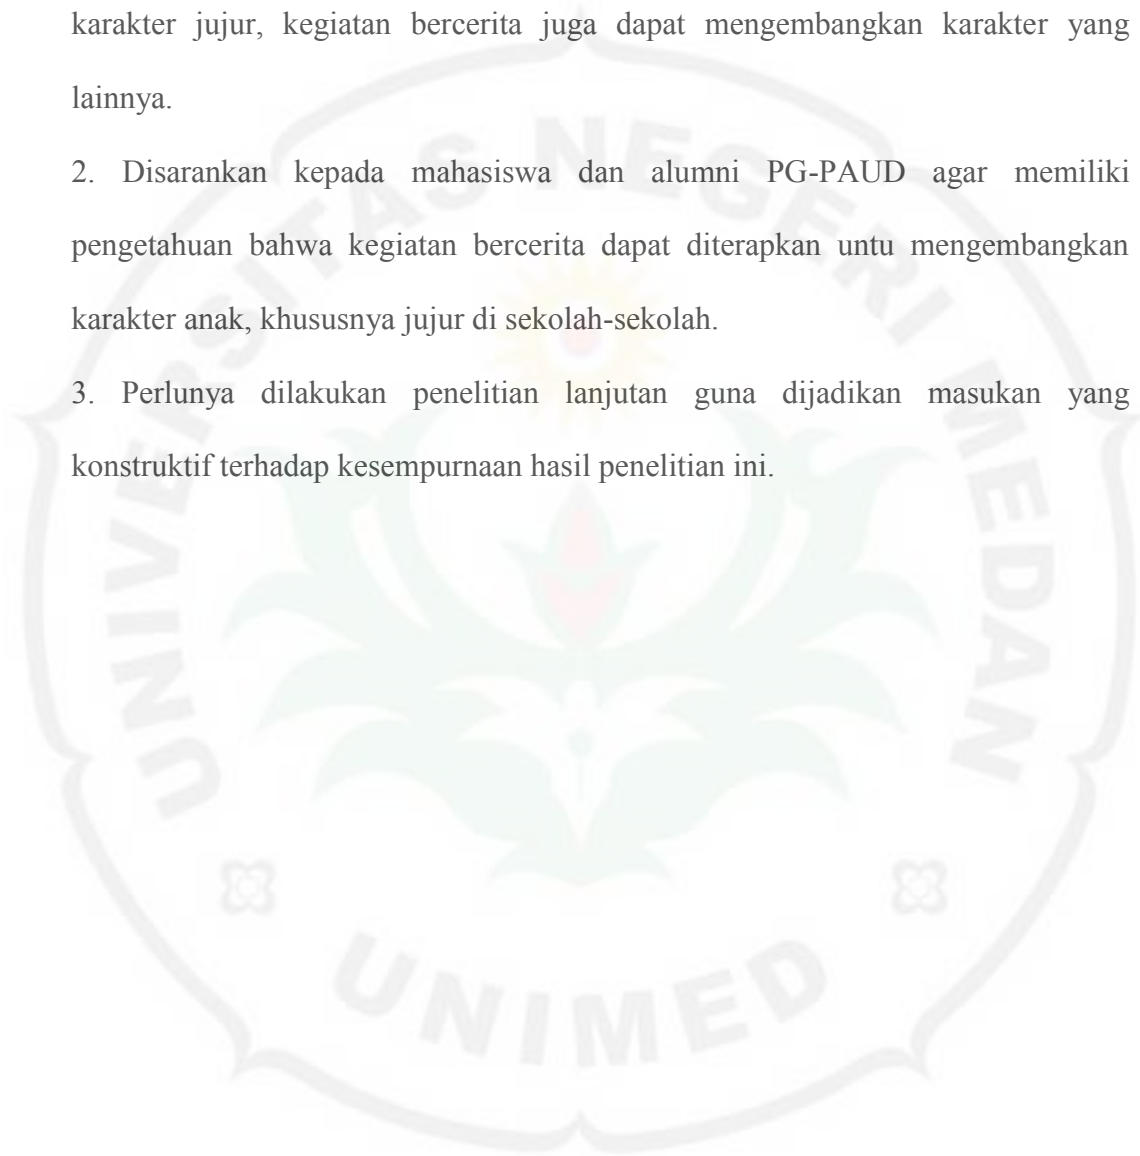 karakter jujur, kegiatan bercerita juga dapat mengembangkan karakter yang
lainnya.
2. Disarankan kepada mahasiswa dan alumni PG-PAUD agar memiliki
pengetahuan bahwa kegiatan bercerita dapat diterapkan untu mengembangkan
karakter anak, khususnya jujur di sekolah-sekolah.
3. Perlunya dilakukan penelitian lanjutan guna dijadikan masukan yang
konstruktif terhadap kesempurnaan hasil penelitian ini.
UNIVERSITAS NEGERI MEDAN
UNIMED